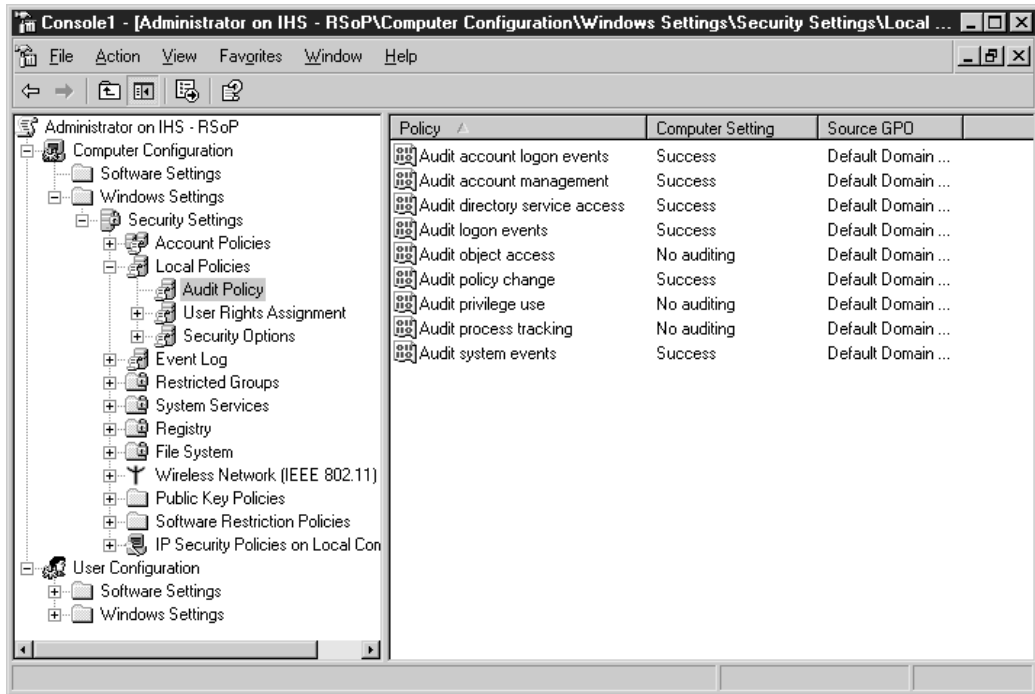 Console1 - [Administrator on IHS - RSoP\Computer Configuration\Windows Settings\Security Settings\Local ...
File Action View Favorites Window Help
Administrator on IHS - RSoP
Computer Configuration
Software Settings
Windows Settings
Security Settings
Account Policies
Local Policies
Audit Policy
User Rights Assignment
Security Options
Event Log
Restricted Groups
System Services
Registry
File System
Wireless Network (IEEE 802.11)
Public Key Policies
Software Restriction Policies
IP Security Policies on Local Con
User Configuration
Software Settings
Windows Settings
Policy Computer Setting Source GPO
Audit account logon events Success Default Domain ...
Audit account management Success Default Domain ...
Audit directory service access Success Default Domain ...
Audit logon events Success Default Domain ...
Audit object access No auditing Default Domain ...
Audit policy change Success Default Domain ...
Audit privilege use No auditing Default Domain ...
Audit process tracking No auditing Default Domain ...
Audit system events Success Default Domain ...